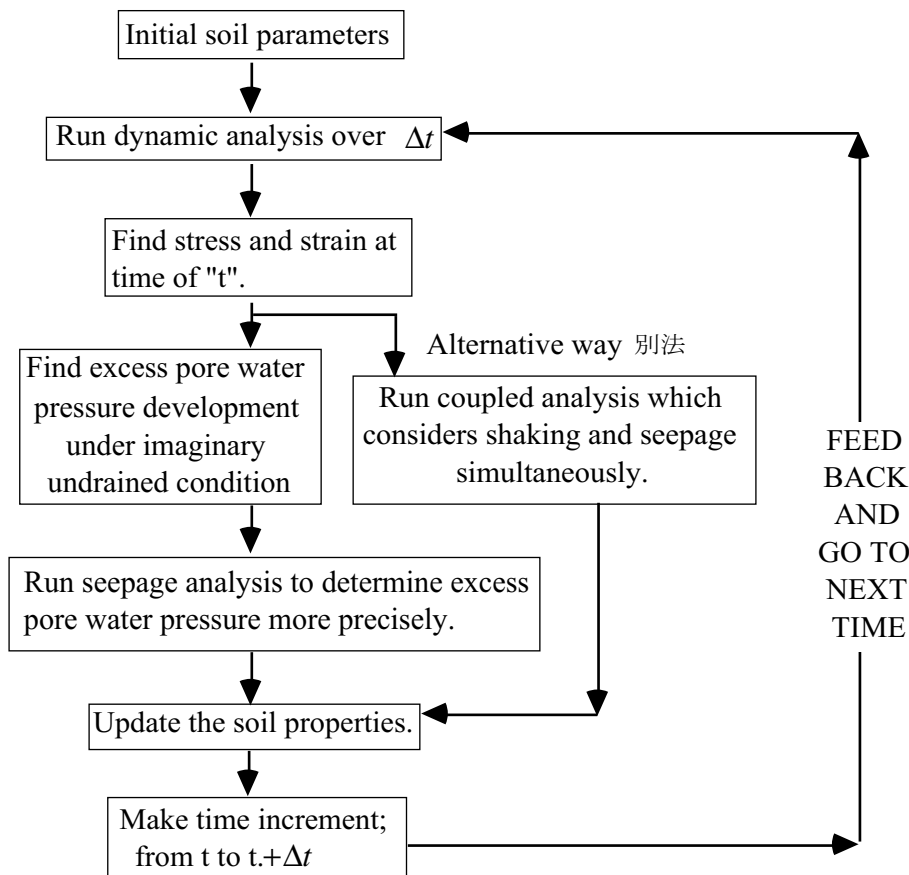 Initial soil parameters
Run dynamic analysis over Δt
Find stress and strain at
time of "t".
Alternative way 別法
Find excess pore water
pressure development
under imaginary
undrained condition
Run coupled analysis which
considers shaking and seepage
simultaneously.
Run seepage analysis to determine excess
pore water pressure more precisely.
Update the soil properties.
Make time increment;
from t to t.+Δt
FEED
BACK
AND
GO TO
NEXT
TIME